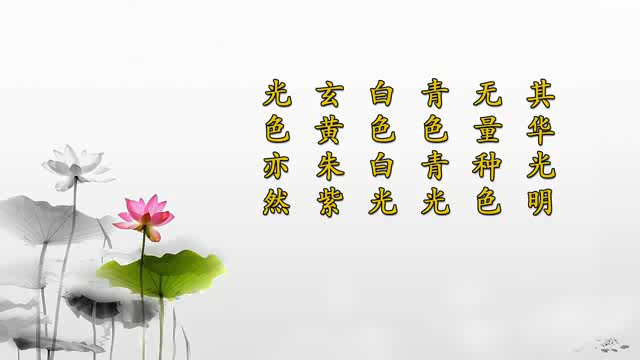 其华光明
无量种色
青色青光
白色白光
玄黄朱紫
光色亦然